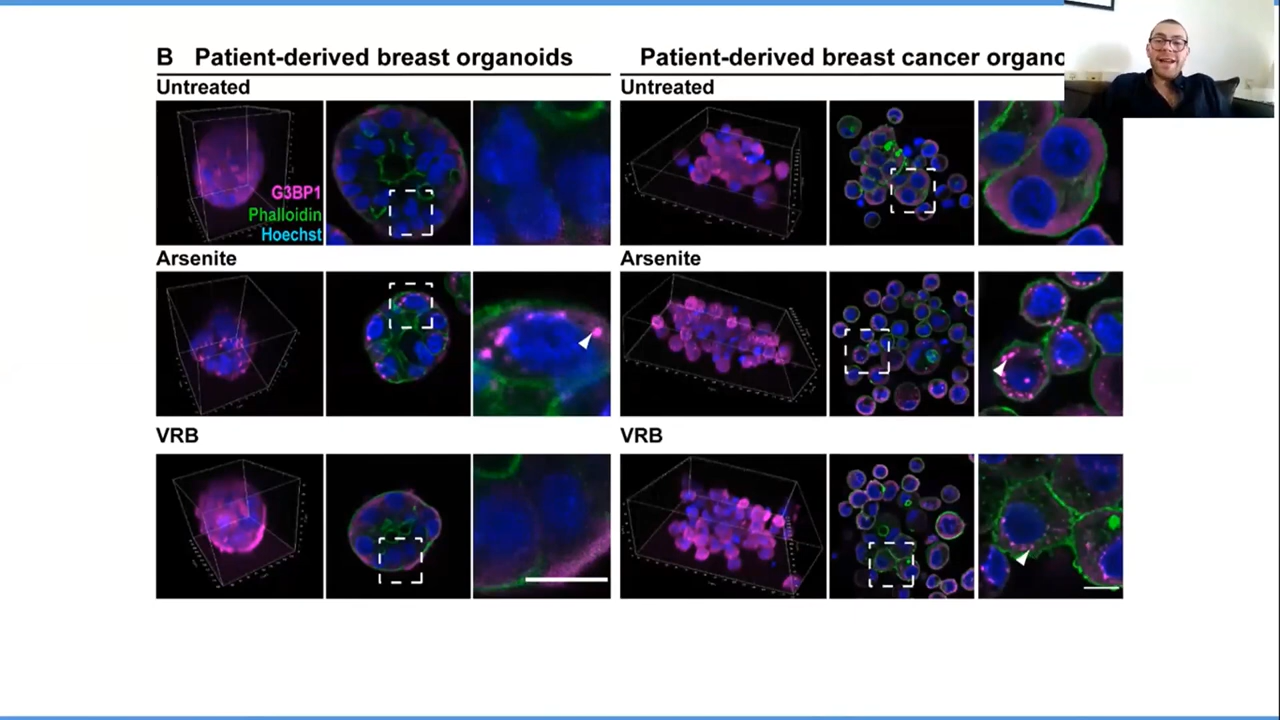 B Patient-derived breast organoids
Patient-derived breast cancer organo
Untreated
Untreated
G3BP1
Phalloidin
Hoechst
Arsenite
Arsenite
VRB
VRB